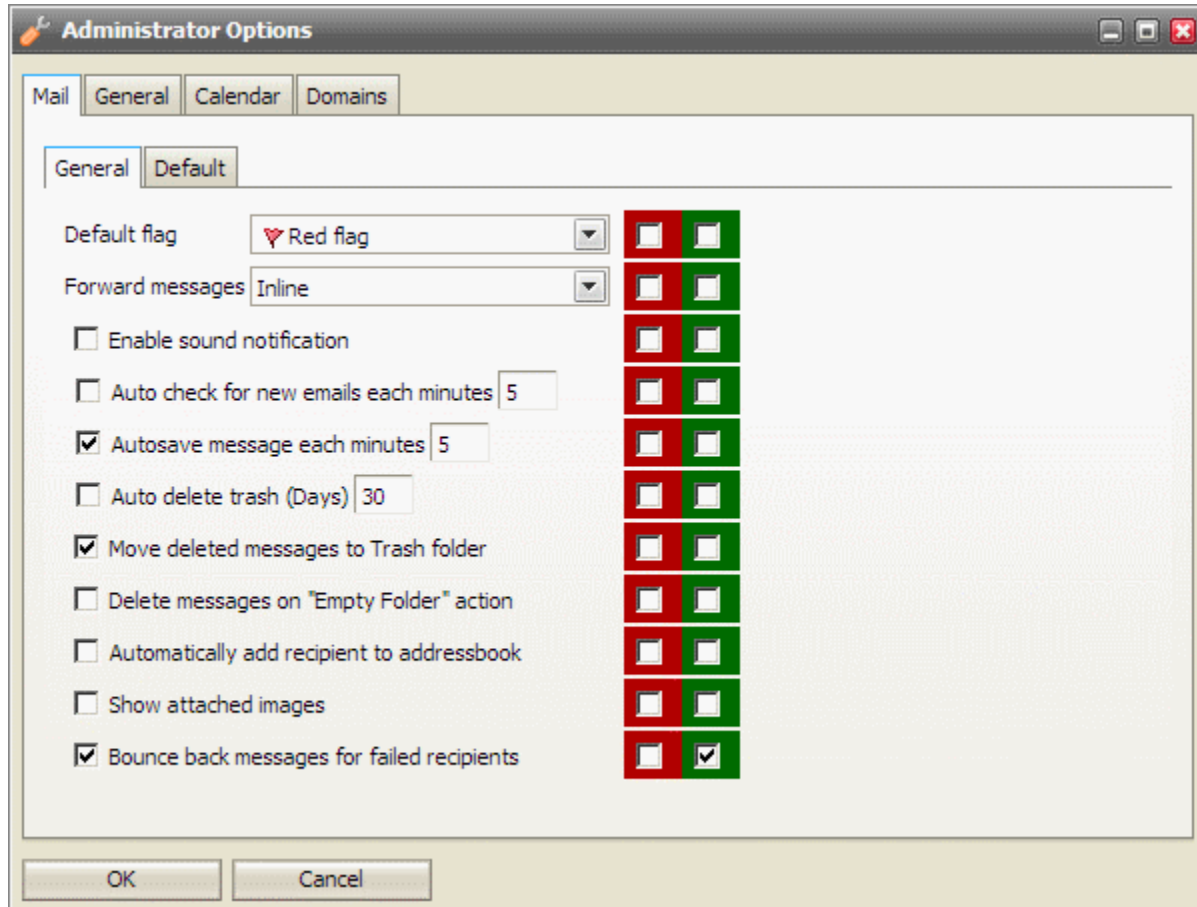 Administrator Options
Mail General Calendar Domains
General Default
Default flag Red flag
Forward messages Inline
Enable sound notification
Auto check for new emails each minutes 5
Autosave message each minutes 5
Auto delete trash (Days) 30
Move deleted messages to Trash folder
Delete messages on "Empty Folder" action
Automatically add recipient to addressbook
Show attached images
Bounce back messages for failed recipients
OK Cancel